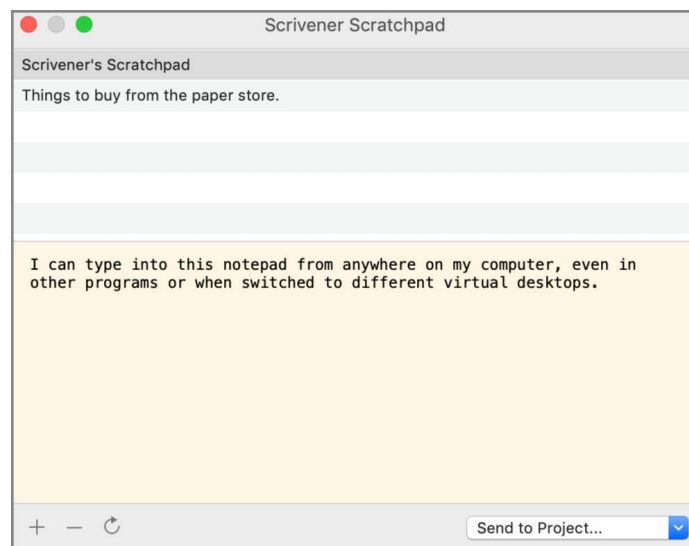 Scrivener Scratchpad
Scrivener's Scratchpad
Things to buy from the paper store.
I can type into this notepad from anywhere on my computer, even in
other programs or when switched to different virtual desktops.
Send to Project...